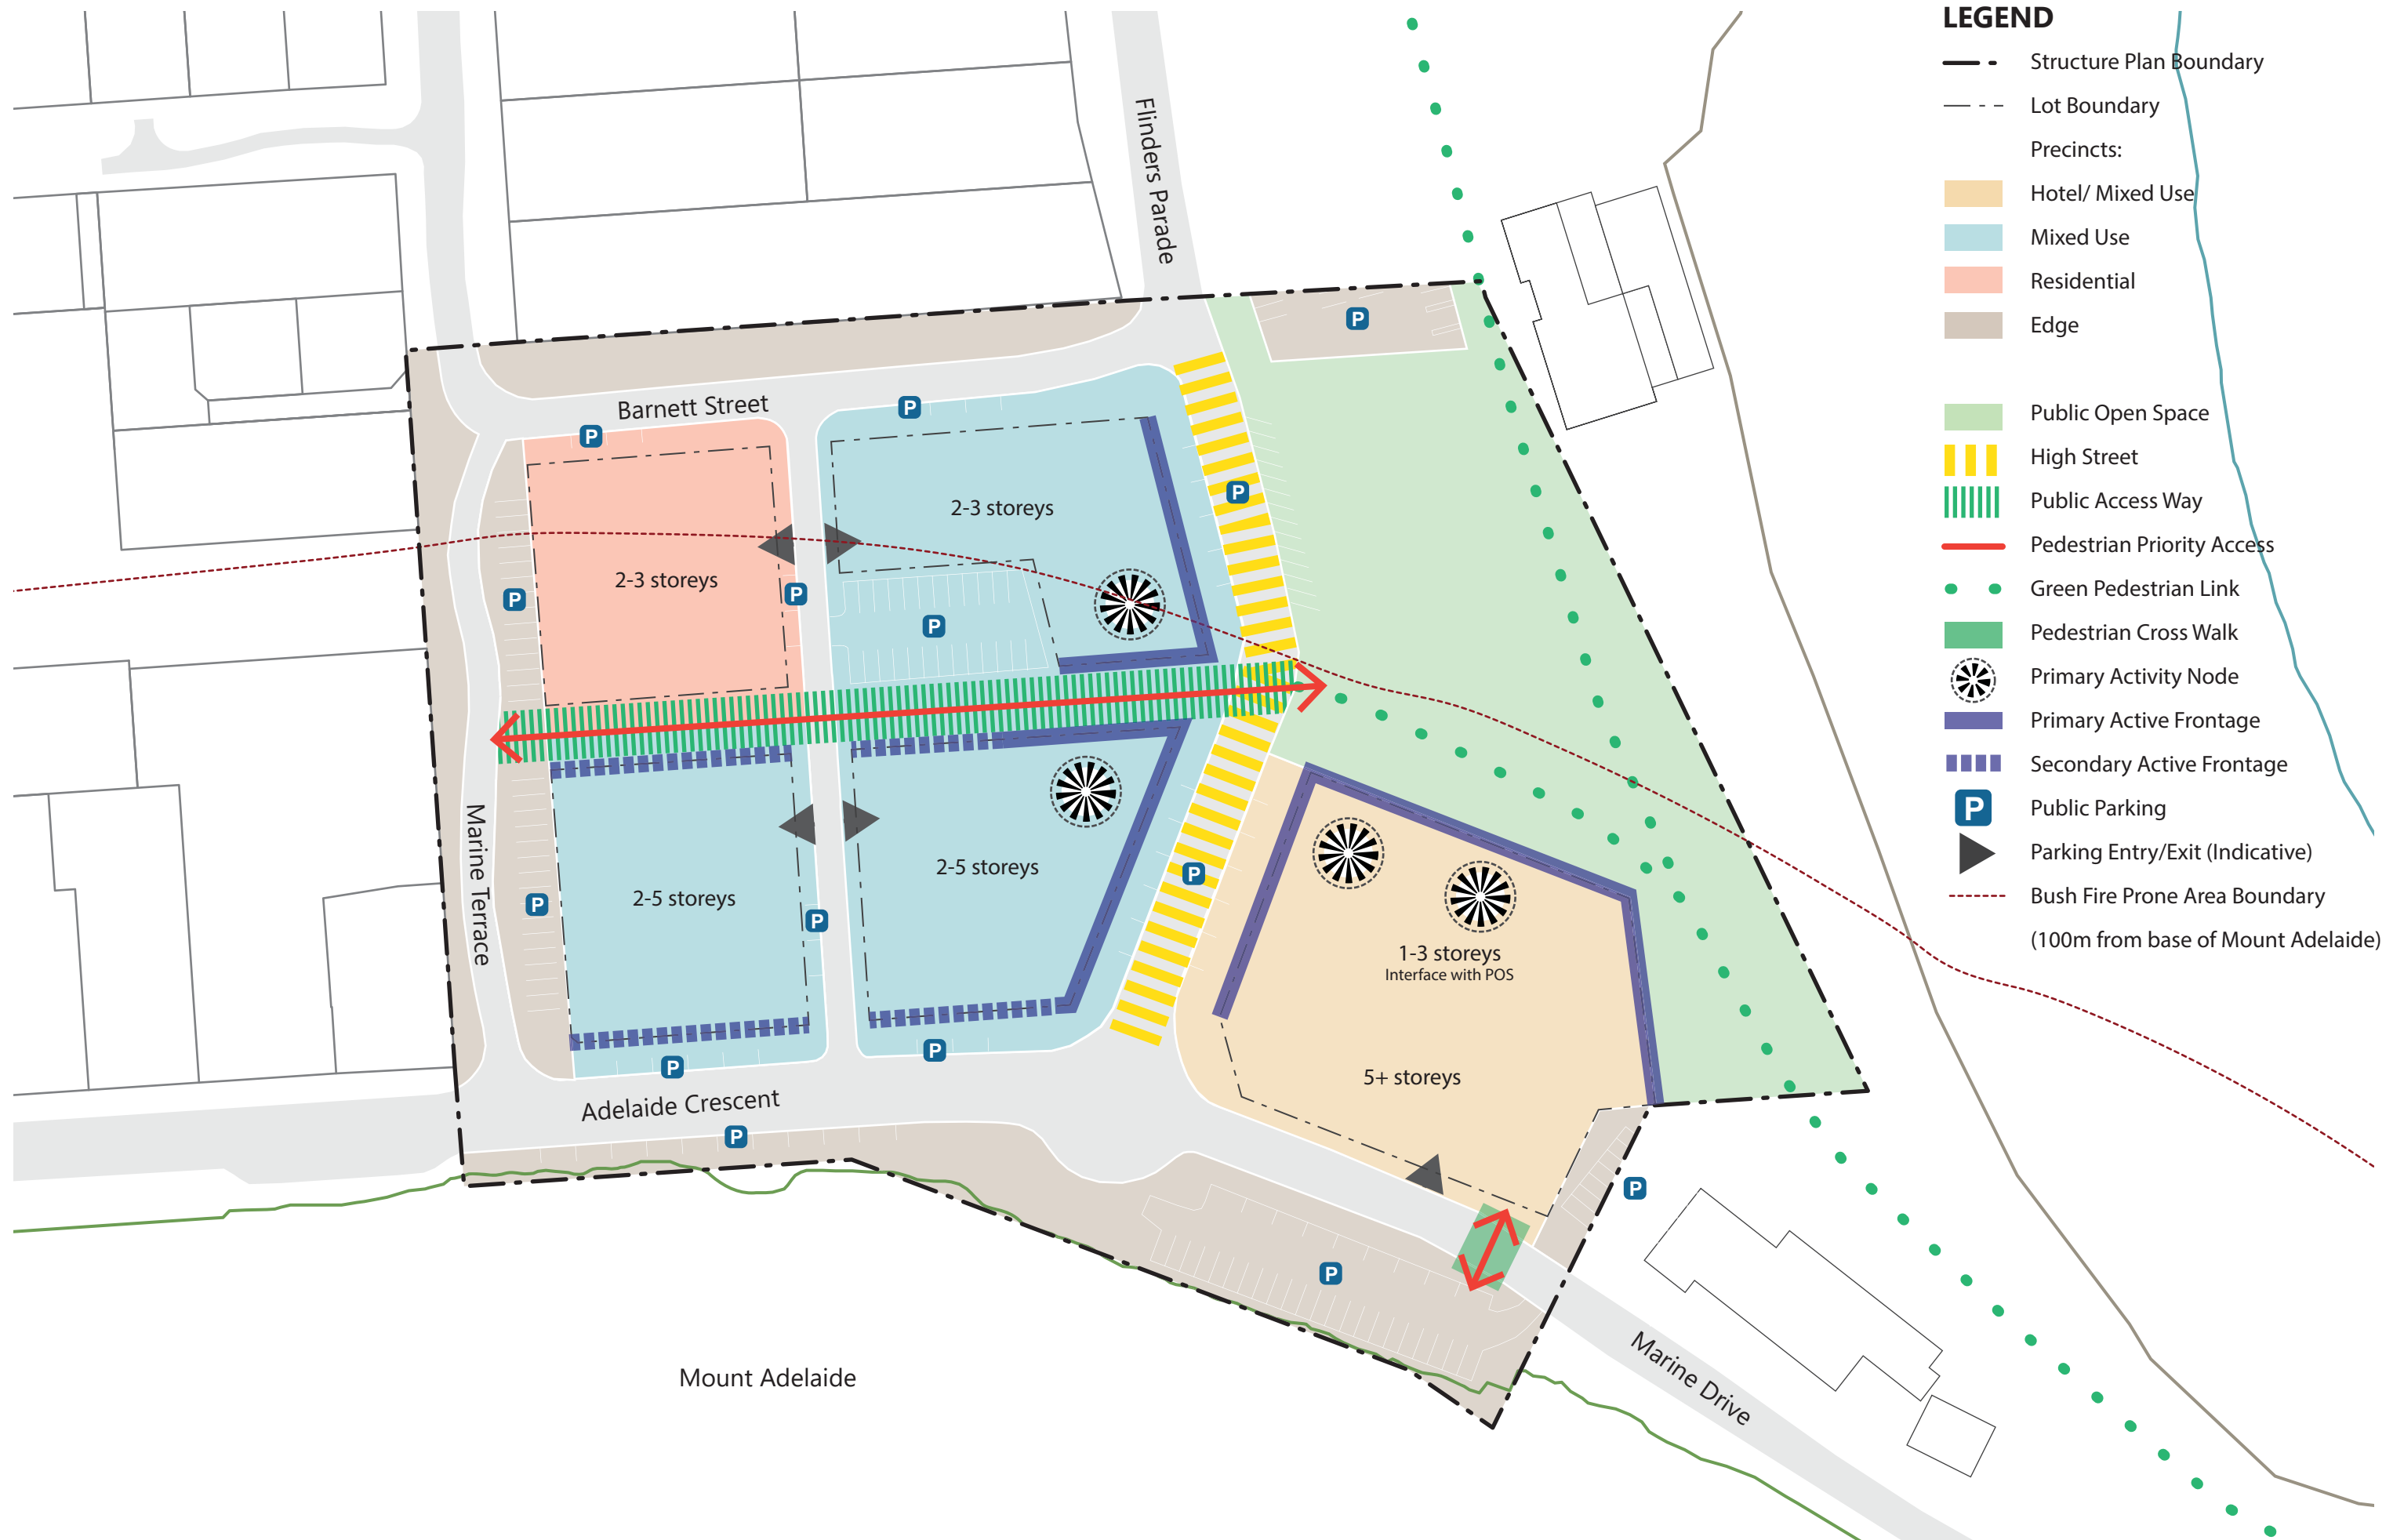 LEGEND
Structure Plan Boundary
Lot Boundary
Precincts:
Hotel/ Mixed Use
Mixed Use
Residential
Edge
Public Open Space
High Street
Public Access Way
Pedestrian Priority Access
Green Pedestrian Link
Pedestrian Cross Walk
Primary Activity Node
Primary Active Frontage
Secondary Active Frontage
P
Public Parking
Parking Entry/Exit (Indicative)
Bush Fire Prone Area Boundary
(100m from base of Mount Adelaide)
Flinders Parade
P
Barnett Street
P
P
P
2-3 storeys
2-3 storeys
P
P
P
Marine Terrace
2-5 storeys
2-5 storeys
P
P
P
1-3 storeys
Interface with POS
5+ storeys
P
P
Adelaide Crescent
P
P
P
Mount Adelaide
Marine Drive